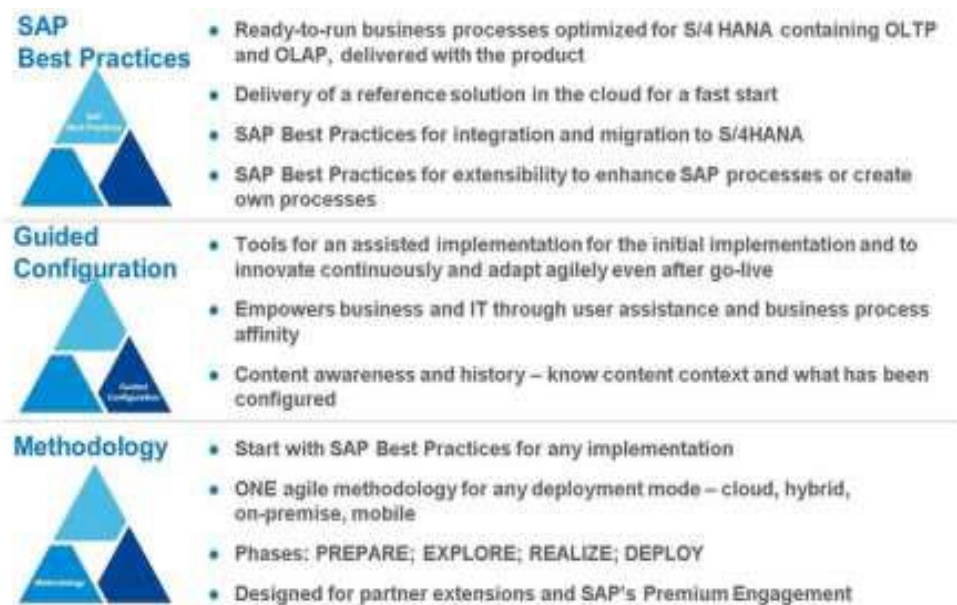 SAP
Best Practices
SAP
Best Practices
• Ready-to-run business processes optimized for S/4 HANA containing OLTP
and OLAP, delivered with the product
• Delivery of a reference solution in the cloud for a fast start
• SAP Best Practices for integration and migration to S/4HANA
• SAP Best Practices for extensibility to enhance SAP processes or create
own processes
Guided
Configuration
Guided
Configuration
• Tools for an assisted implementation for the initial implementation and to
innovate continuously and adapt agilely even after go-live
• Empowers business and IT through user assistance and business process
affinity
• Content awareness and history – know content context and what has been
configured
Methodology
Methodology
• Start with SAP Best Practices for any implementation
• ONE agile methodology for any deployment mode – cloud, hybrid,
on-premise, mobile
• Phases: PREPARE; EXPLORE; REALIZE; DEPLOY
• Designed for partner extensions and SAP's Premium Engagement